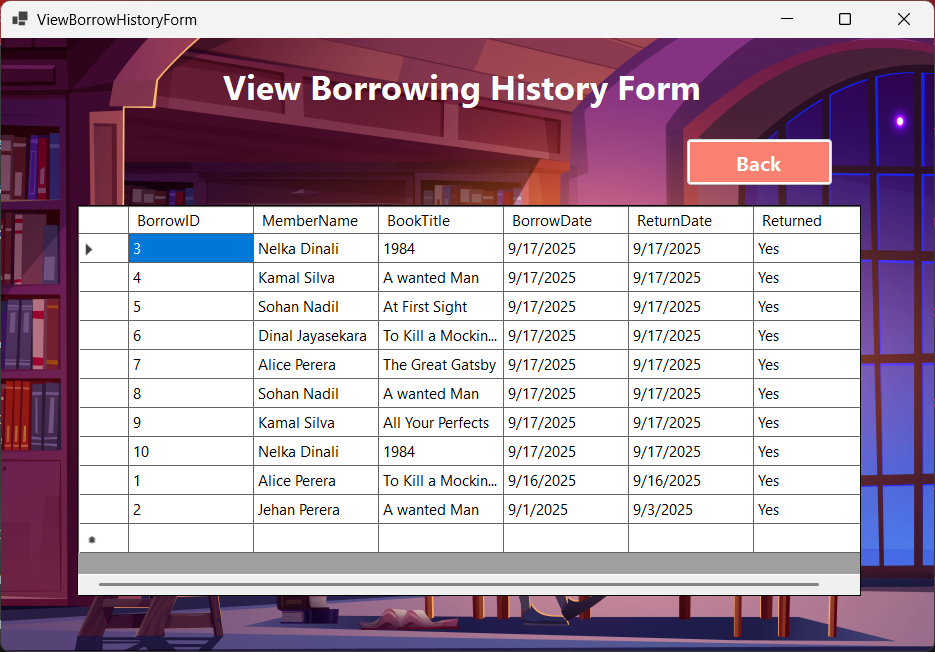 ViewBorrowHistoryForm
View Borrowing History Form
Back
BorrowID MemberName BookTitle BorrowDate ReturnDate Returned
3 Nelka Dinali 1984 9/17/2025 9/17/2025 Yes
4 Kamal Silva A wanted Man 9/17/2025 9/17/2025 Yes
5 Sohan Nadil At First Sight 9/17/2025 9/17/2025 Yes
6 Dinal Jayasekara To Kill a Mockin... 9/17/2025 9/17/2025 Yes
7 Alice Perera The Great Gatsby 9/17/2025 9/17/2025 Yes
8 Sohan Nadil A wanted Man 9/17/2025 9/17/2025 Yes
9 Kamal Silva All Your Perfects 9/17/2025 9/17/2025 Yes
10 Nelka Dinali 1984 9/17/2025 9/17/2025 Yes
1 Alice Perera To Kill a Mockin... 9/16/2025 9/16/2025 Yes
2 Jehan Perera A wanted Man 9/1/2025 9/3/2025 Yes